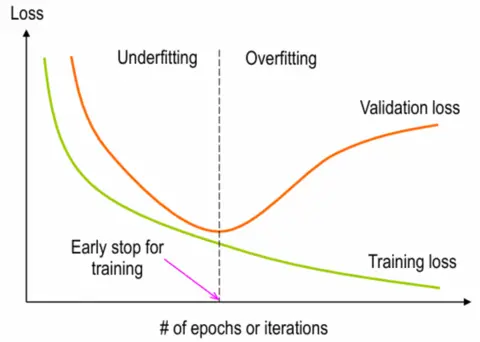 Loss
Underfitting
Overfitting
Validation loss
Early stop for
training
Training loss
# of epochs or iterations